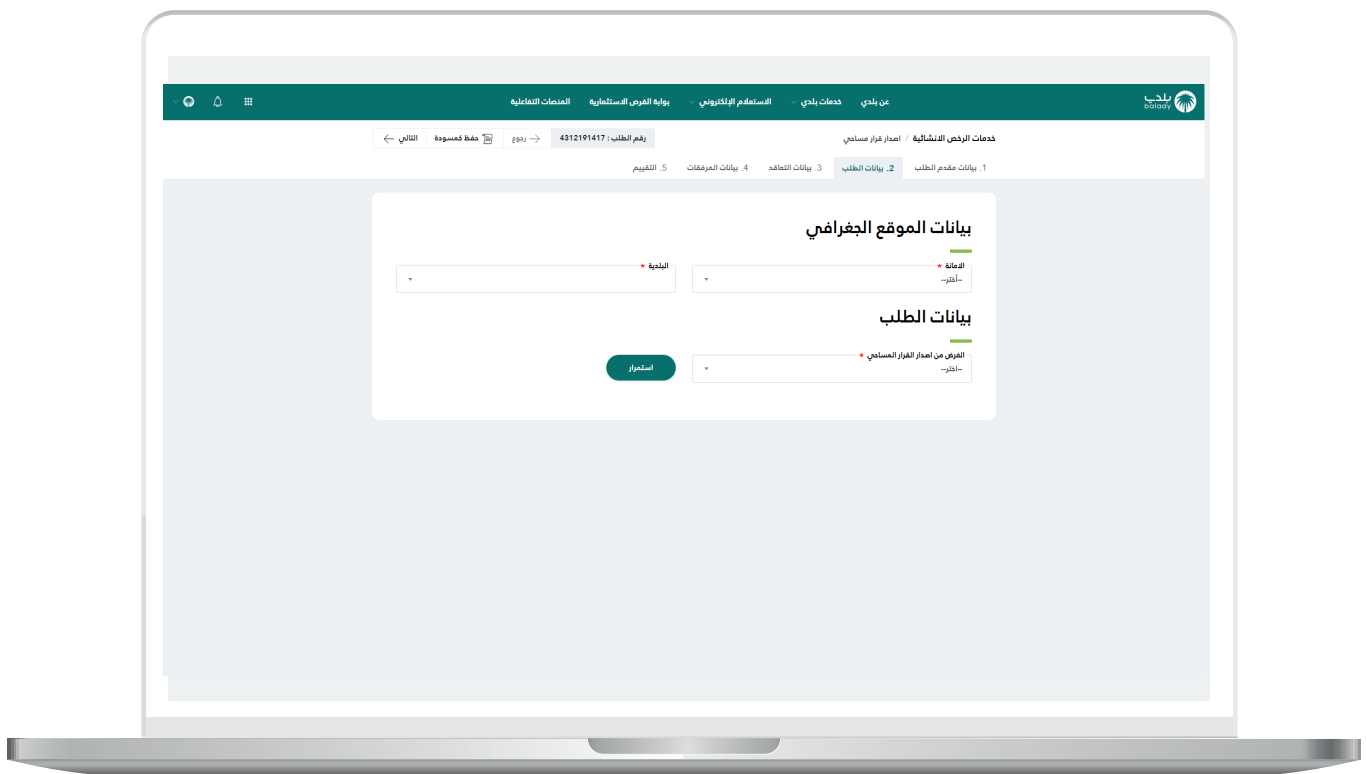 بلدي
balady
عن بلدي خدمات بلدي الاستعلام الإلكتروني بوابة الفرص الاستثمارية المنصات التفاعلية
خدمات الرخص الانشائية / اصدار قرار مساحي
رقم الطلب : 4312191417
رجوع
حفظ كمسودة
التالي
1. بيانات مقدم الطلب
2. بيانات الطلب
3. بيانات التعاقد
4. بيانات المرفقات
5. التقييم
بيانات الموقع الجغرافي
الامانة *
--أختر--
البلدية *
بيانات الطلب
الغرض من اصدار القرار المساحي *
--اختر--
استمرار